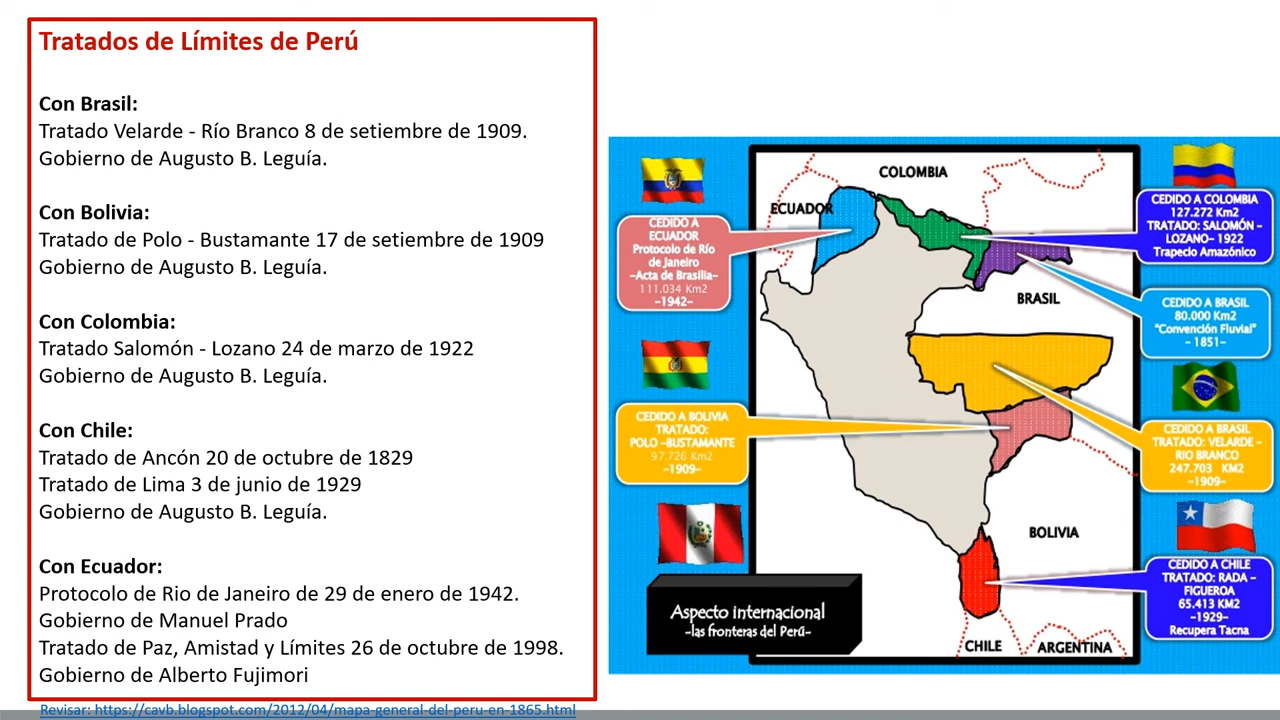 Tratados de Límites de Perú
Con Brasil:
Tratado Velarde - Río Branco 8 de setiembre de 1909.
Gobierno de Augusto B. Leguía.
Con Bolivia:
Tratado de Polo - Bustamante 17 de setiembre de 1909
Gobierno de Augusto B. Leguía.
Con Colombia:
Tratado Salomón - Lozano 24 de marzo de 1922
Gobierno de Augusto B. Leguía.
Con Chile:
Tratado de Ancón 20 de octubre de 1829
Tratado de Lima 3 de junio de 1929
Gobierno de Augusto B. Leguía.
Con Ecuador:
Protocolo de Rio de Janeiro de 29 de enero de 1942.
Gobierno de Manuel Prado
Tratado de Paz, Amistad y Límites 26 de octubre de 1998.
Gobierno de Alberto Fujimori
Revisar: https://cavb.blogspot.com/2012/04/mapa-general-del-peru-en-1865.html
CEDIDO A
ECUADOR
Protocolo de Río
de Janeiro
-Acta de Brasilia-
111.034 Km2
-1942-
CEDIDO A BOLIVIA
TRATADO:
POLO -BUSTAMANTE
97.726 Km2
-1909-
Aspecto internacional
-las fronteras del Perú-
COLOMBIA
ECUADOR
BRASIL
BOLIVIA
CHILE
ARGENTINA
CEDIDO A COLOMBIA
127.272 Km2
TRATADO: SALOMÓN -
LOZANO- 1922
Trapecio Amazónico
CEDIDO A BRASIL
80.000 Km2
"Convención Fluvial"
- 1851-
CEDIDO A BRASIL
TRATADO: VELARDE-
RIO BRANCO
247.703 KM2
-1909-
CEDIDO A CHILE
TRATADO: RADA -
FIGUEROA
65.413 KM2
-1929-
Recupera Tacna